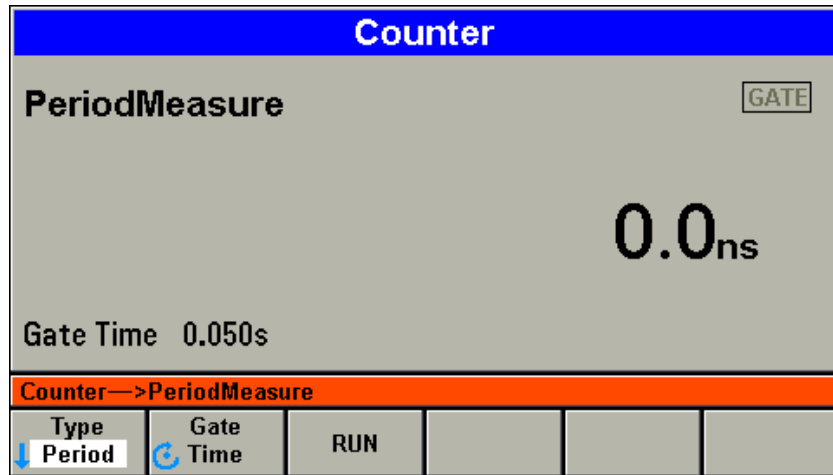 Counter
PeriodMeasure
GATE
0.0ns
Gate Time 0.050s
Counter—>PeriodMeasure
Type
Period
Gate
Time
RUN